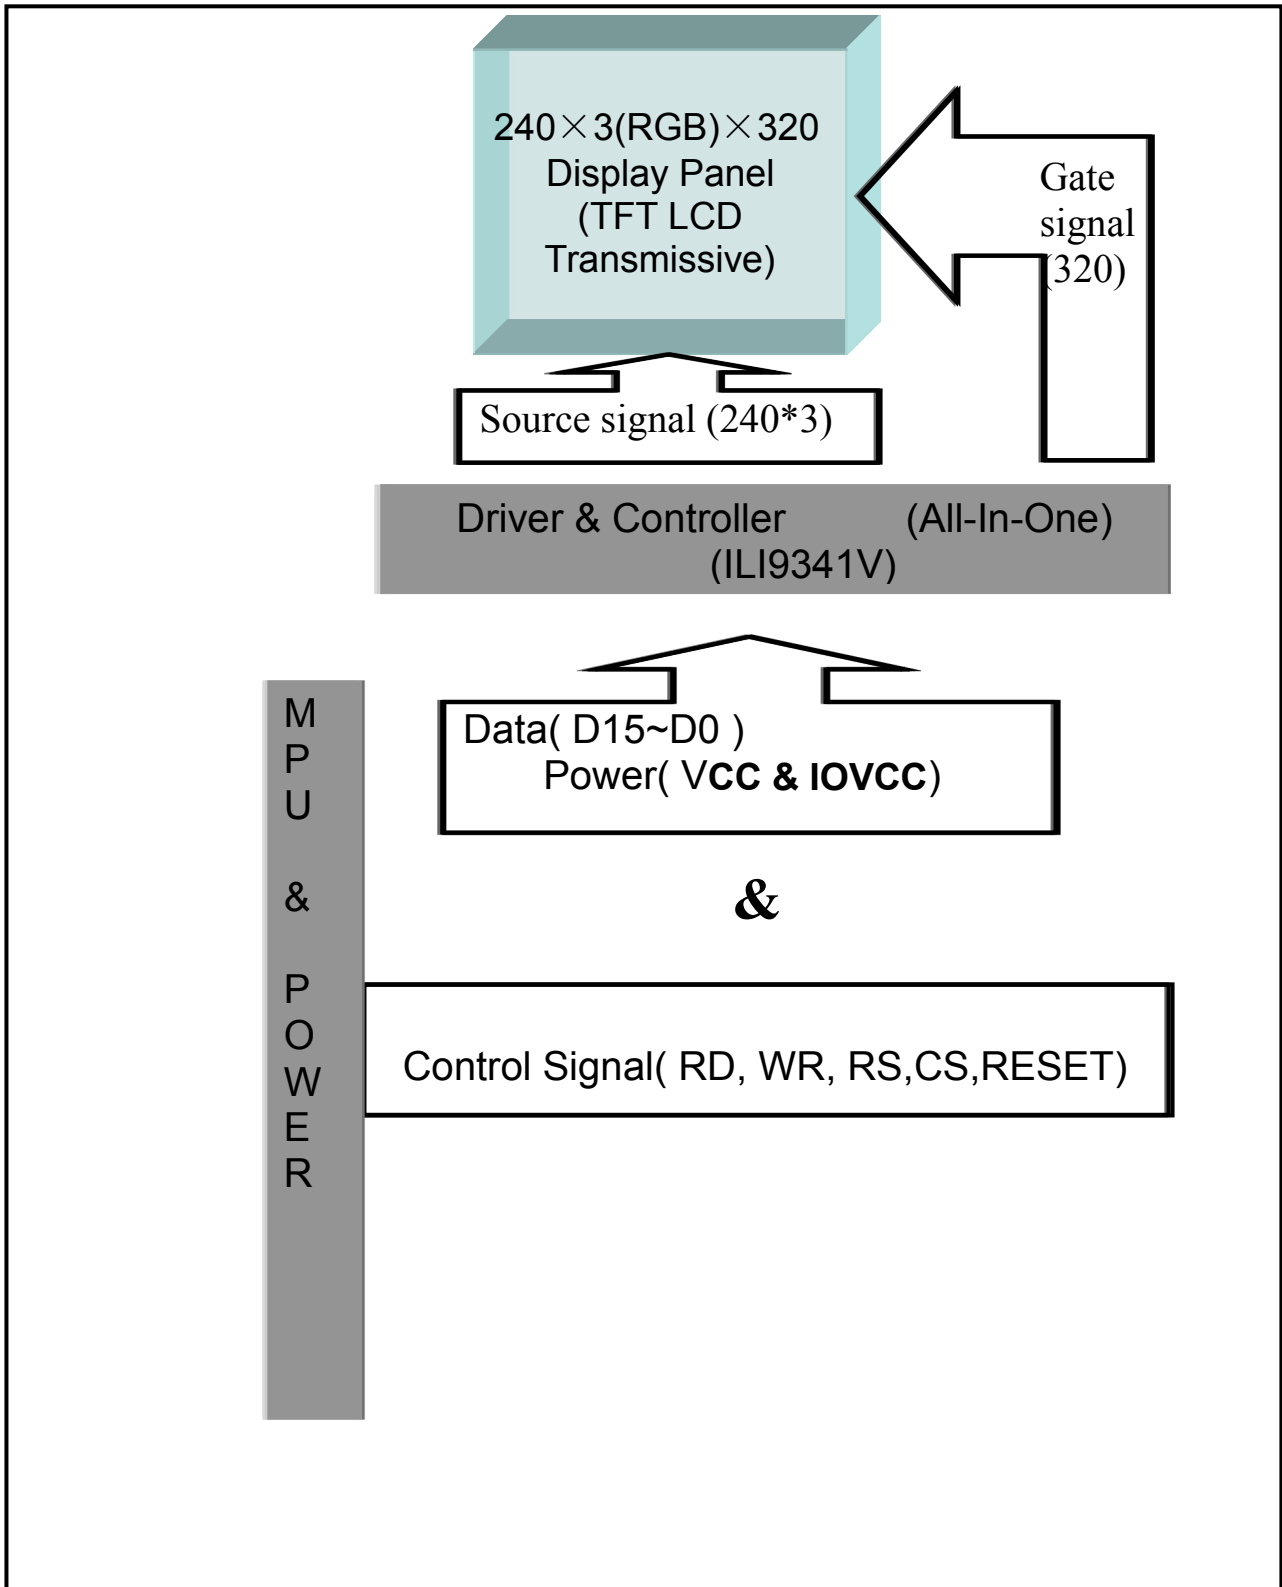 240×3(RGB)×320
Display Panel
(TFT LCD
Transmissive)
Gate
signal
(320)
Source signal (240*3)
Driver & Controller (All-In-One)
(ILI9341V)
M
P
U
&
P
O
W
E
R
Data( D15~D0 )
Power( VCC & IOVCC)
&
Control Signal( RD, WR, RS,CS,RESET)